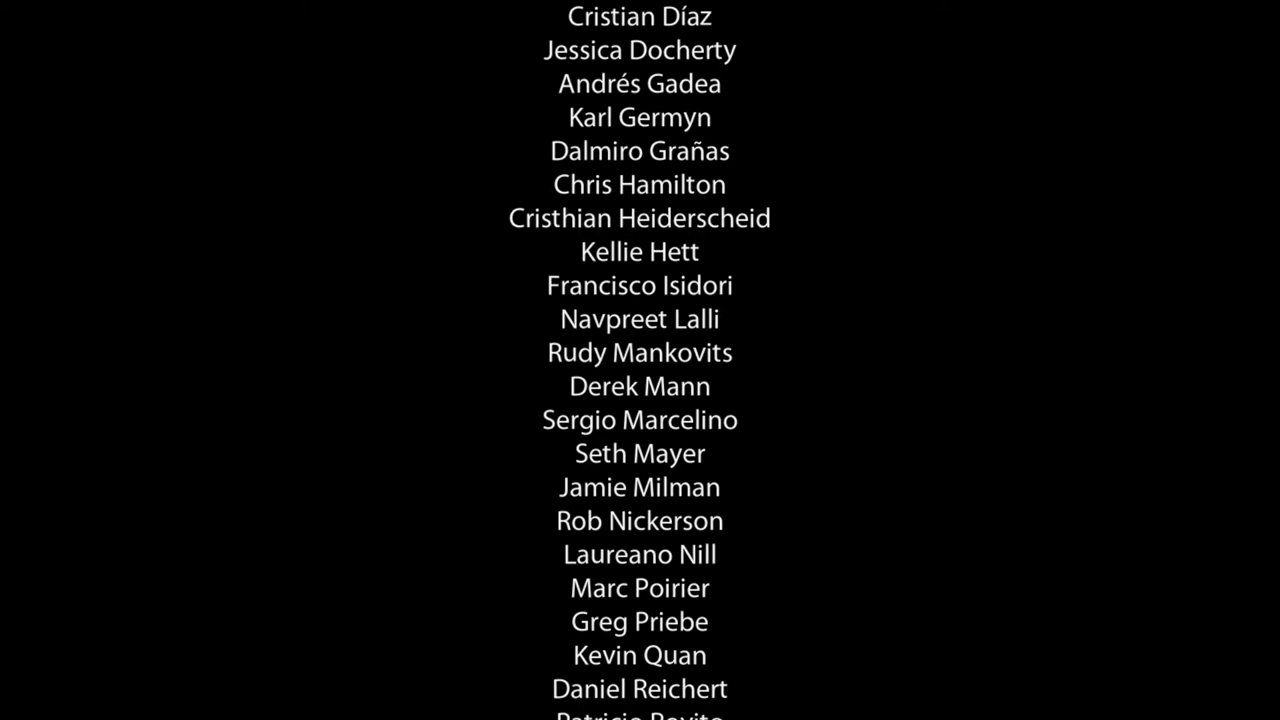 Cristian Díaz
Jessica Docherty
Andrés Gadea
Karl Germyn
Dalmiro Grañas
Chris Hamilton
Cristhian Heiderscheid
Kellie Hett
Francisco Isidori
Navpreet Lalli
Rudy Mankovits
Derek Mann
Sergio Marcelino
Seth Mayer
Jamie Milman
Rob Nickerson
Laureano Nill
Marc Poirier
Greg Priebe
Kevin Quan
Daniel Reichert